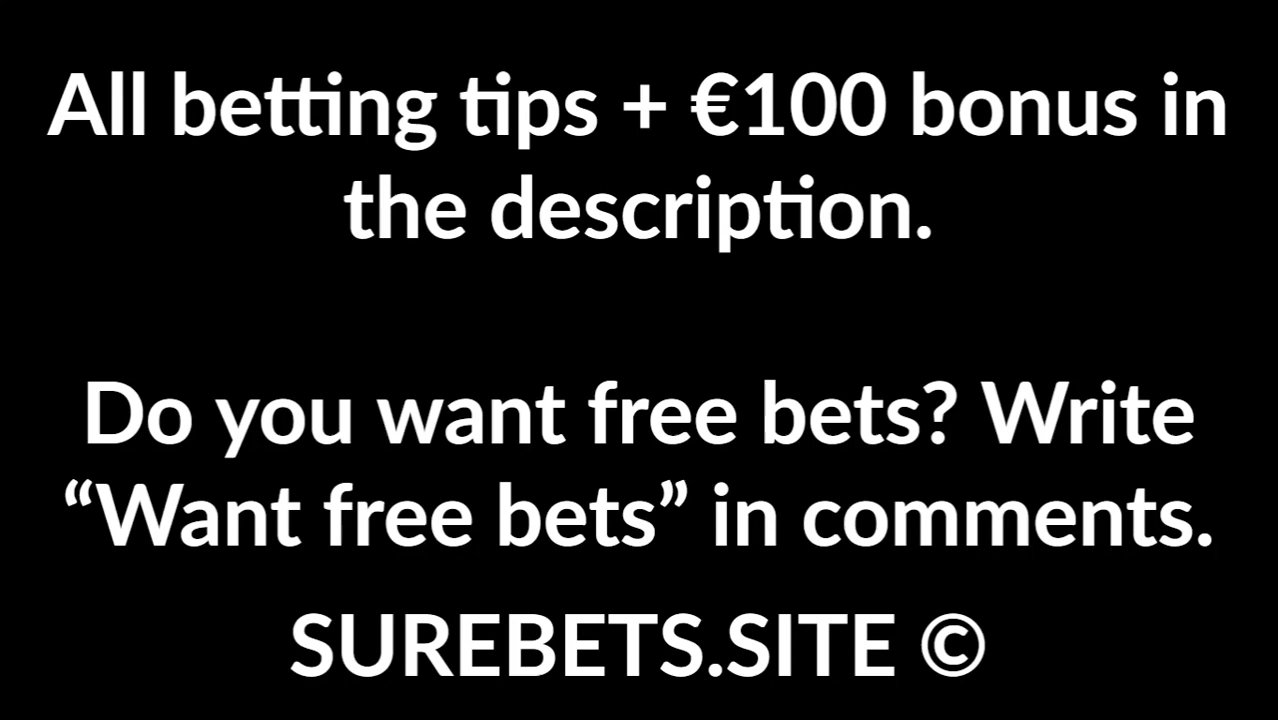 All betting tips + €100 bonus in
the description.
Do you want free bets? Write
“Want free bets” in comments.
SUREBETS.SITE ©